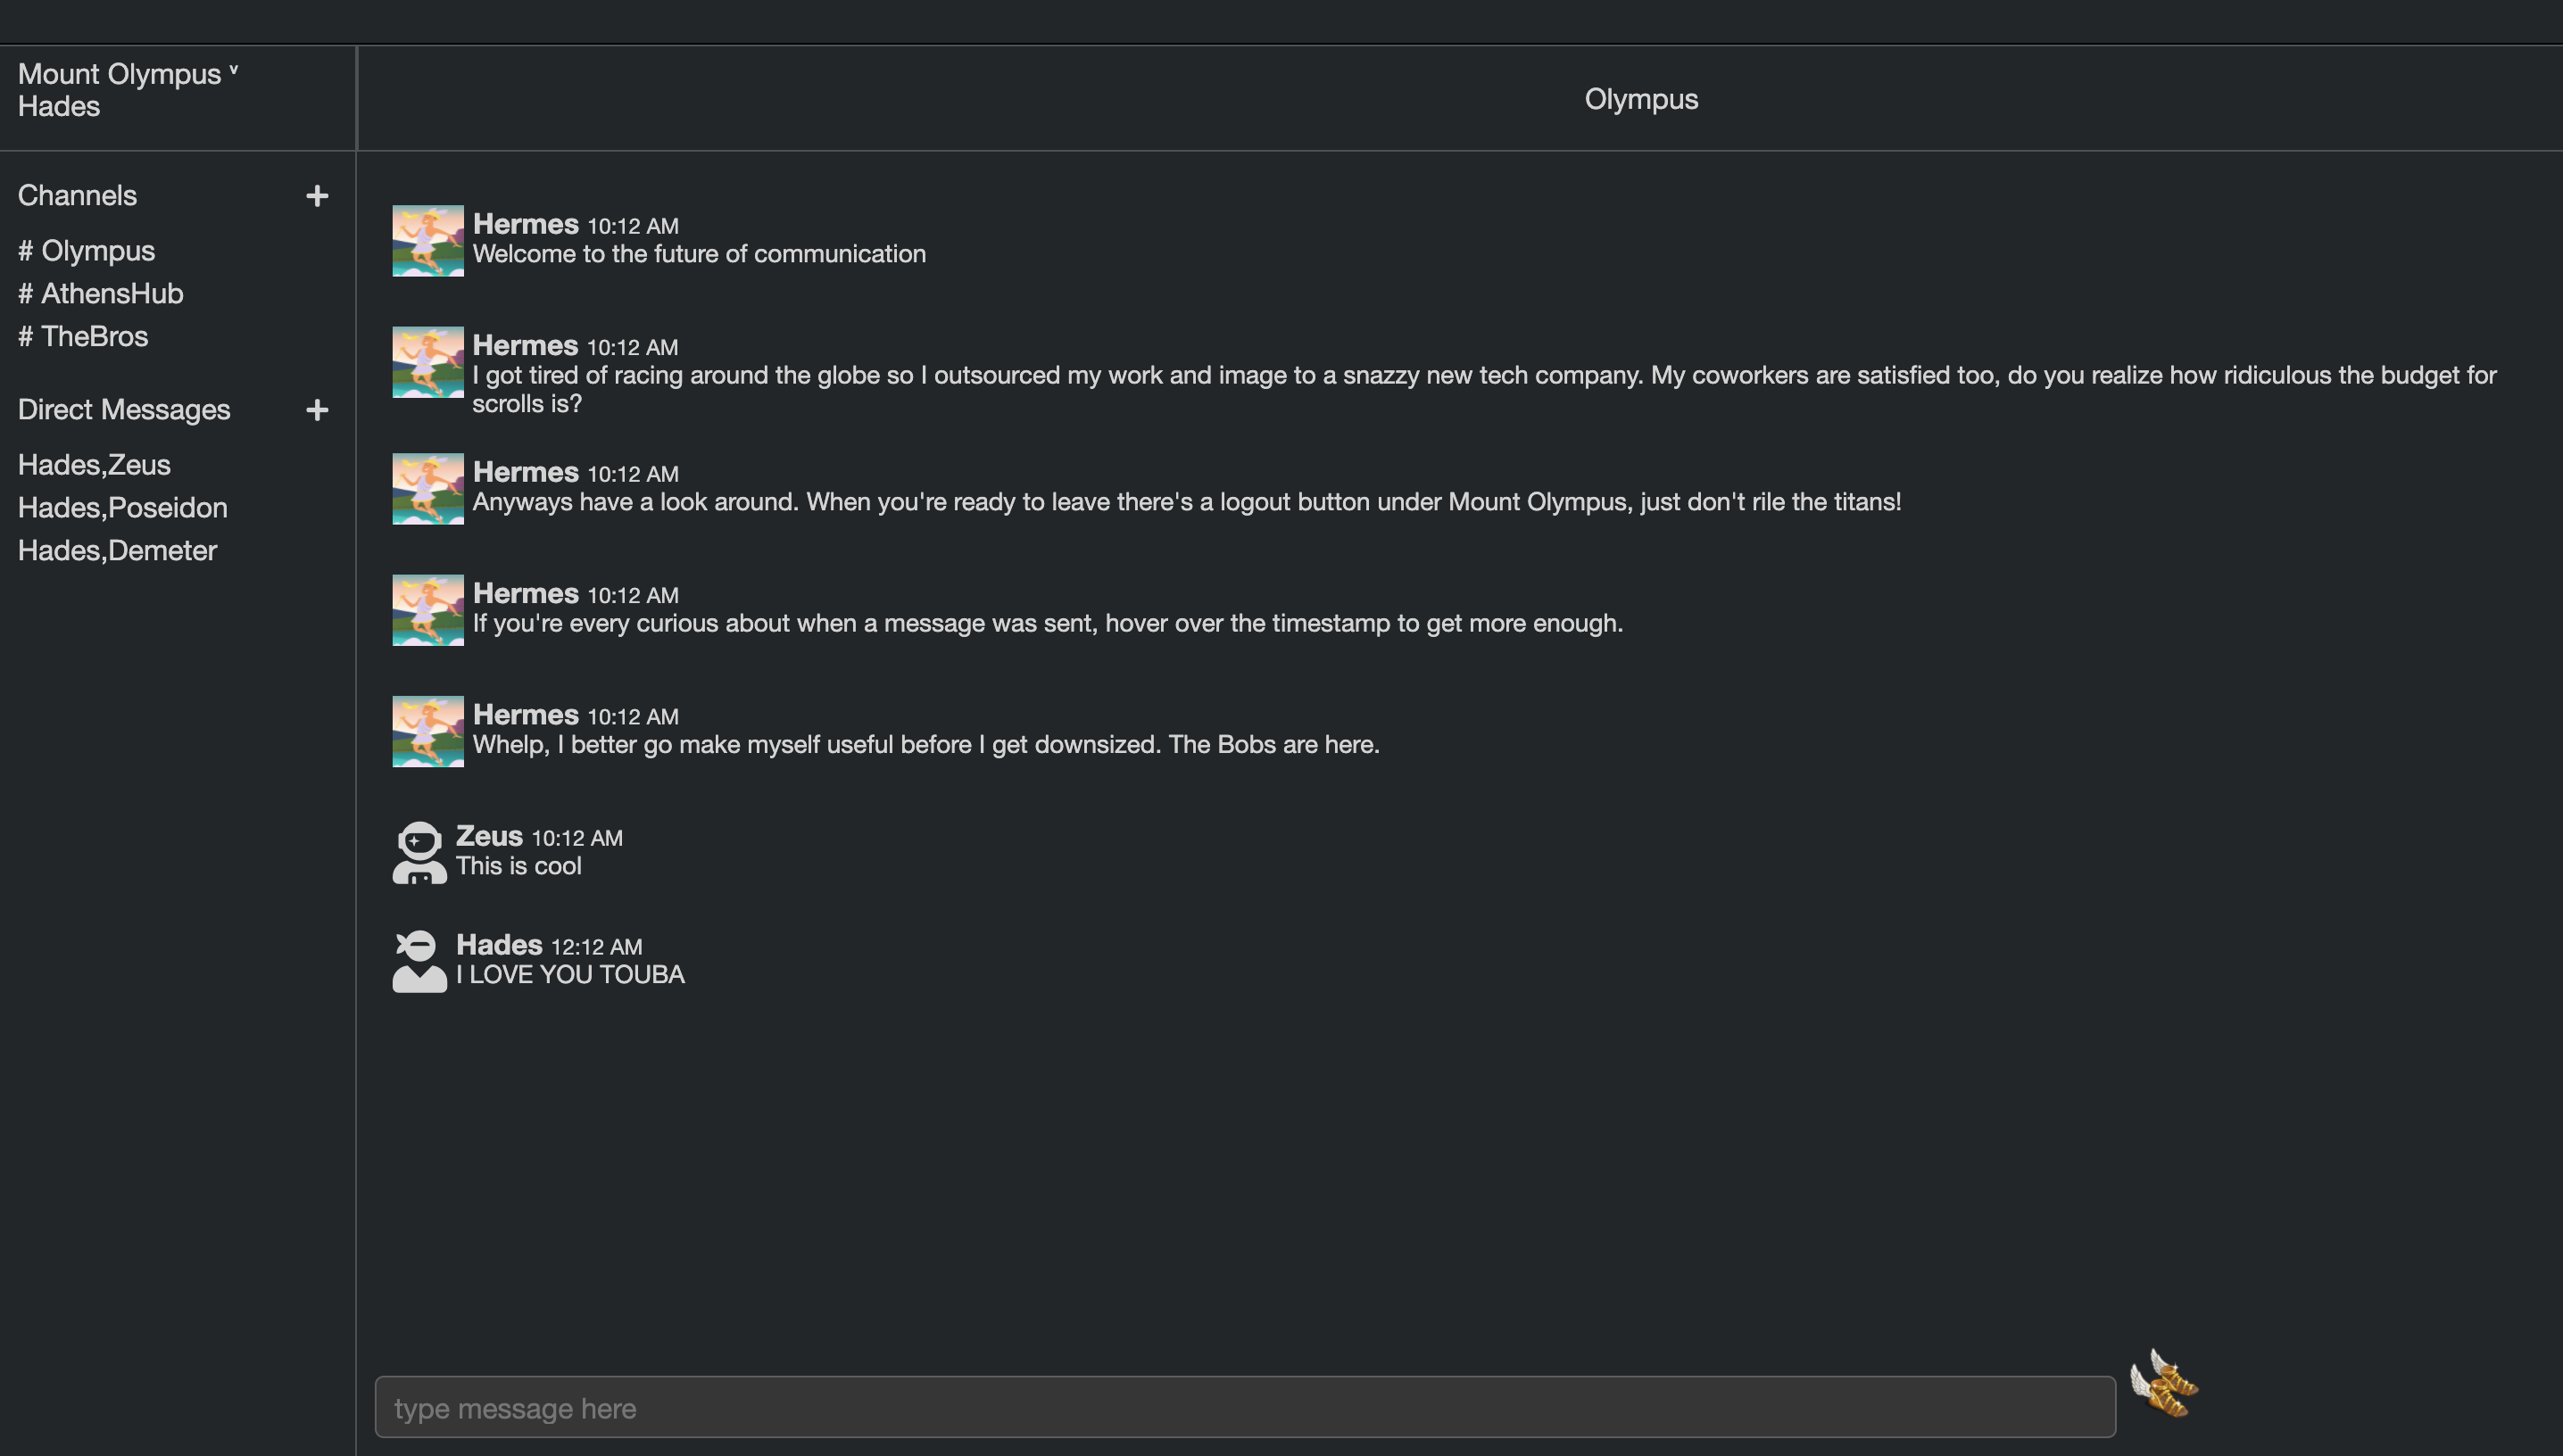 Mount Olympus ᵛ
Hades
Olympus
Channels +
# Olympus
# AthensHub
# TheBros
Direct Messages +
Hades,Zeus
Hades,Poseidon
Hades,Demeter
Hermes 10:12 AM
Welcome to the future of communication
Hermes 10:12 AM
I got tired of racing around the globe so I outsourced my work and image to a snazzy new tech company. My coworkers are satisfied too, do you realize how ridiculous the budget for
scrolls is?
Hermes 10:12 AM
Anyways have a look around. When you're ready to leave there's a logout button under Mount Olympus, just don't rile the titans!
Hermes 10:12 AM
If you're every curious about when a message was sent, hover over the timestamp to get more enough.
Hermes 10:12 AM
Whelp, I better go make myself useful before I get downsized. The Bobs are here.
Zeus 10:12 AM
This is cool
Hades 12:12 AM
I LOVE YOU TOUBA
type message here